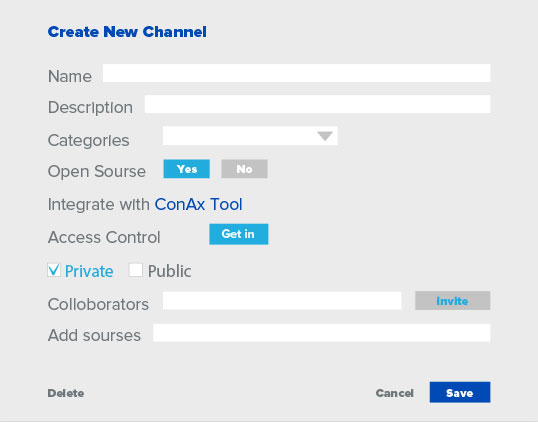 Create New Channel
Name
Description
Categories
Open Sourse Yes No
Integrate with ConAx Tool
Access Control Get in
Private Public
Colloborators Invite
Add sourses
Delete Cancel Save